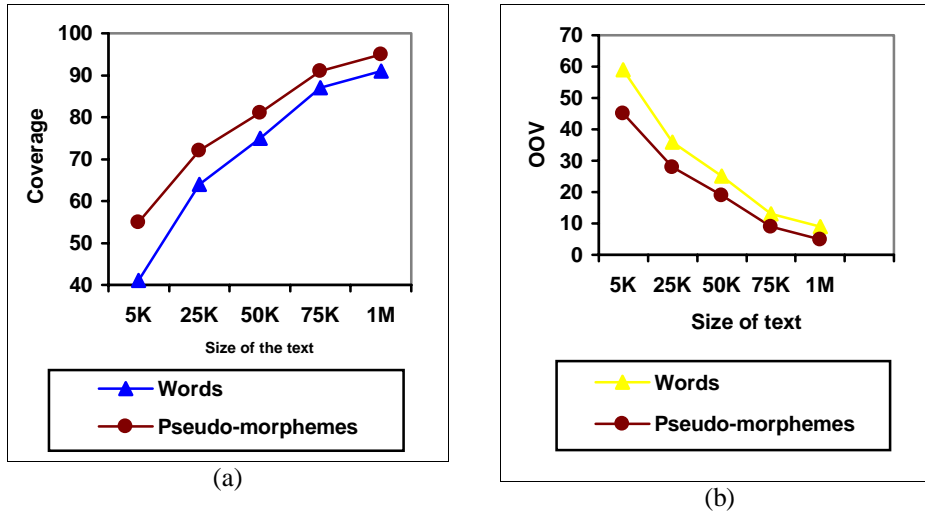 100
90
80
70
60
50
40
Coverage
5K 25K 50K 75K 1M
Size of the text
Words
Pseudo-morphemes
(a)
70
60
50
40
30
20
10
0
OOV
5K 25K 50K 75K 1M
Size of text
Words
Pseudo-morphemes
(b)